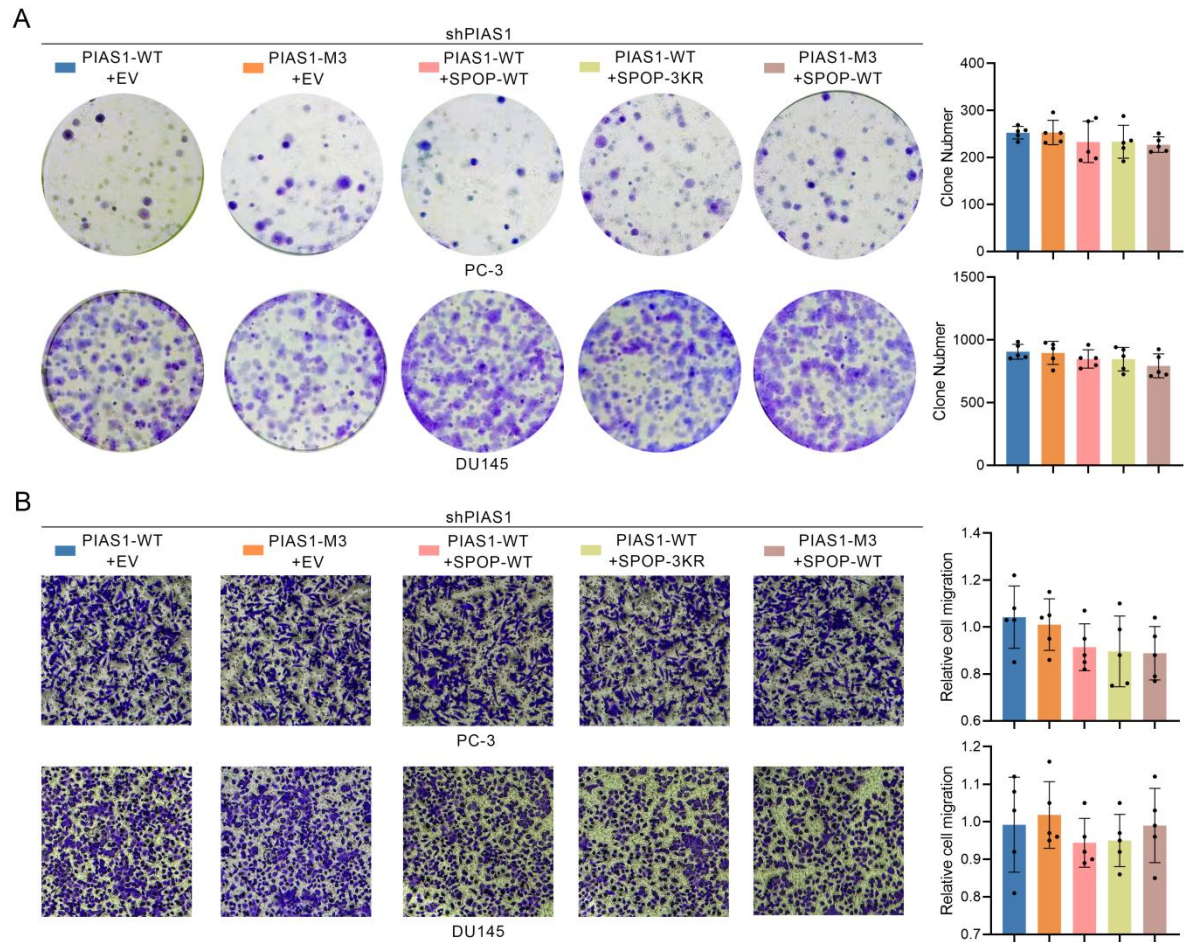 A
shPIAS1
PIAS1-WT
+EV
PIAS1-M3
+EV
PIAS1-WT
+SPOP-WT
PIAS1-WT
+SPOP-3KR
PIAS1-M3
+SPOP-WT
PC-3
DU145
Clone Nubmer
400
300
200
100
0
Clone Nubmer
1500
1000
500
0
B
shPIAS1
PIAS1-WT
+EV
PIAS1-M3
+EV
PIAS1-WT
+SPOP-WT
PIAS1-WT
+SPOP-3KR
PIAS1-M3
+SPOP-WT
PC-3
DU145
Relative cell migration
1.4
1.2
1.0
0.8
0.6
Relative cell migration
1.2
1.1
1.0
0.9
0.8
0.7